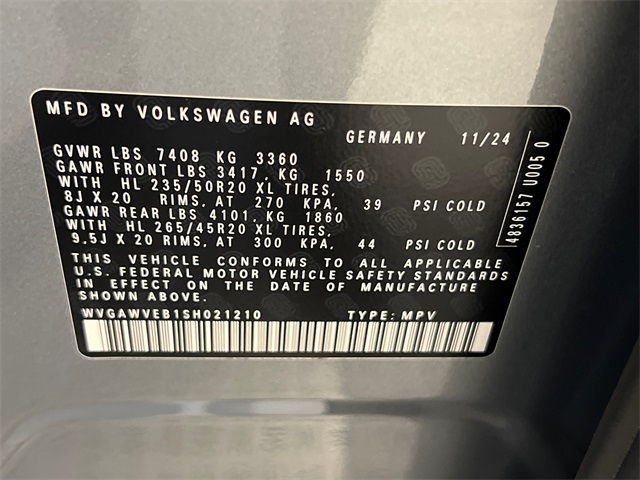 MFD BY VOLKSWAGEN AG
GERMANY 11/24
GVWR LBS 7408 KG 3360
GAWR FRONT LBS 3417, KG 1550
WITH HL 235/50R20 XL TIRES,
8J X 20 RIMS, AT 270 KPA, 39 PSI COLD
GAWR REAR LBS 4101, KG 1860
WITH HL 265/45R20 XL TIRES,
9.5J X 20 RIMS, AT 300 KPA, 44 PSI COLD
THIS VEHICLE CONFORMS TO ALL APPLICABLE
U.S. FEDERAL MOTOR VEHICLE SAFETY STANDARDS
IN EFFECT ON THE DATE OF MANUFACTURE
SHOWN ABOVE.
WVGAWVEB1SH021210 TYPE: MPV
4836157 U005 0